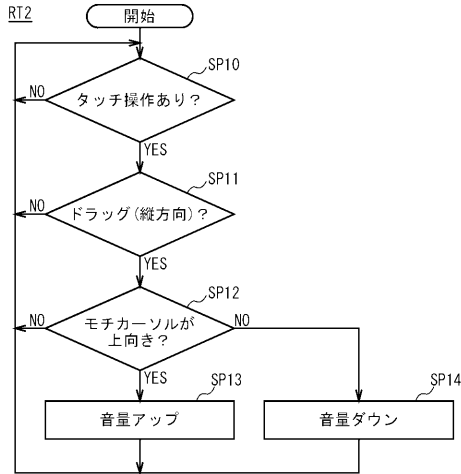 RT2
開始
SP10
タッチ操作あり?
NO
YES
SP11
ドラッグ(縦方向)?
NO
YES
SP12
モチカーソルが
上向き?
NO
NO
YES
SP13
音量アップ
SP14
音量ダウン